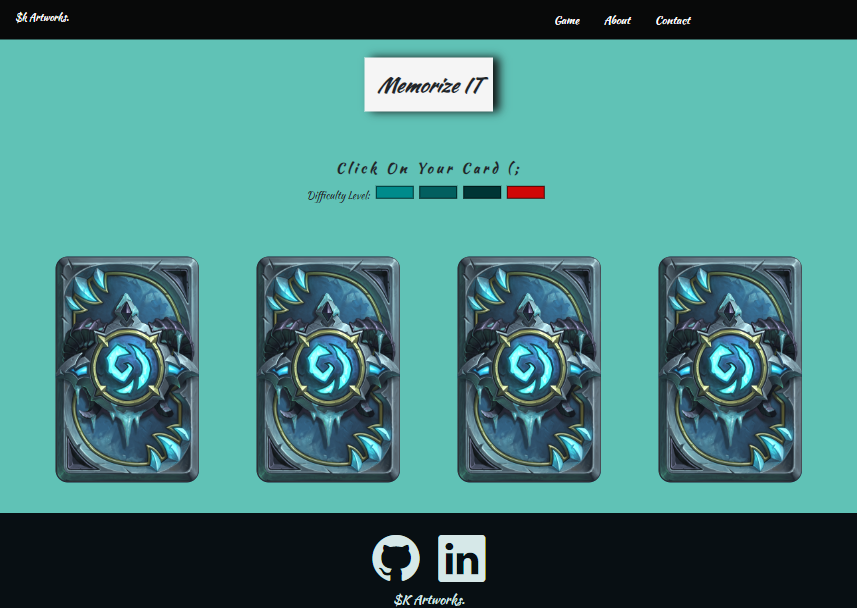 $k Artworks.
Game About Contact
Memorize IT
Click On Your Card (;
Difficulty Level:
in
$K Artworks.